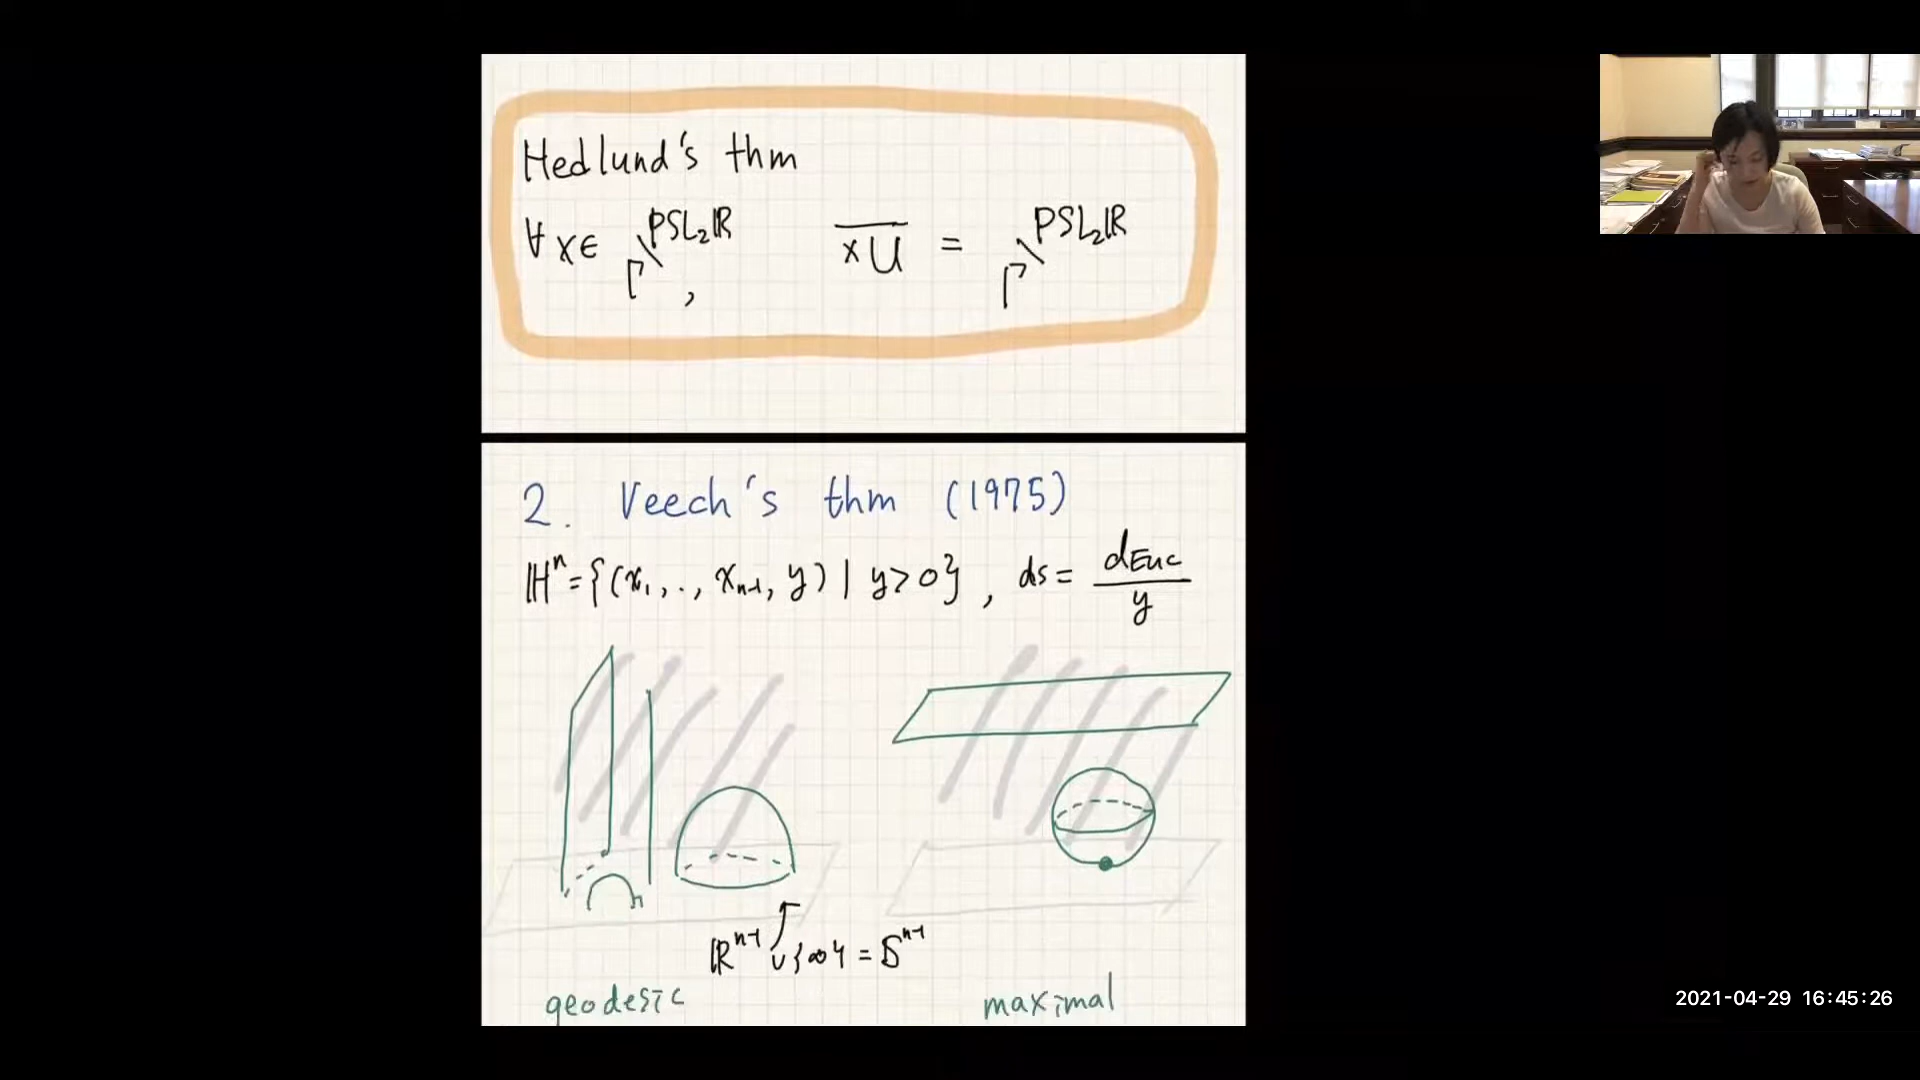 Hedlund's thm
∀ x ∈ Γ\PSL₂ℝ, \overline{xU} = Γ\PSL₂ℝ
2. Veech's thm (1975)
ℍⁿ = {(x₁, ., xₙ₋₁, y) | y > 0}, ds = dEuc / y
ℝⁿ⁻¹ ∪ {∞} = 𝕊ⁿ⁻¹
geodesic maximal
2021-04-29 16:45:26